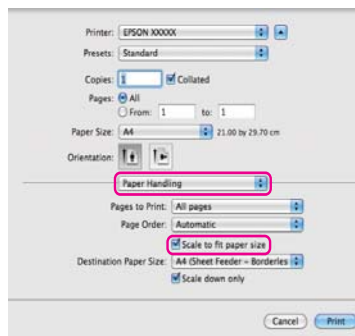 Printer: EPSON XXXXX
Presets: Standard
Copies: 1 Collated
Pages: All
From: 1 to: 1
Paper Size: A4 21.00 by 29.70 cm
Orientation:
Paper Handling
Pages to Print: All pages
Page Order: Automatic
Scale to fit paper size
Destination Paper Size: A4 (Sheet Feeder - Borderles
Scale down only
Cancel Print